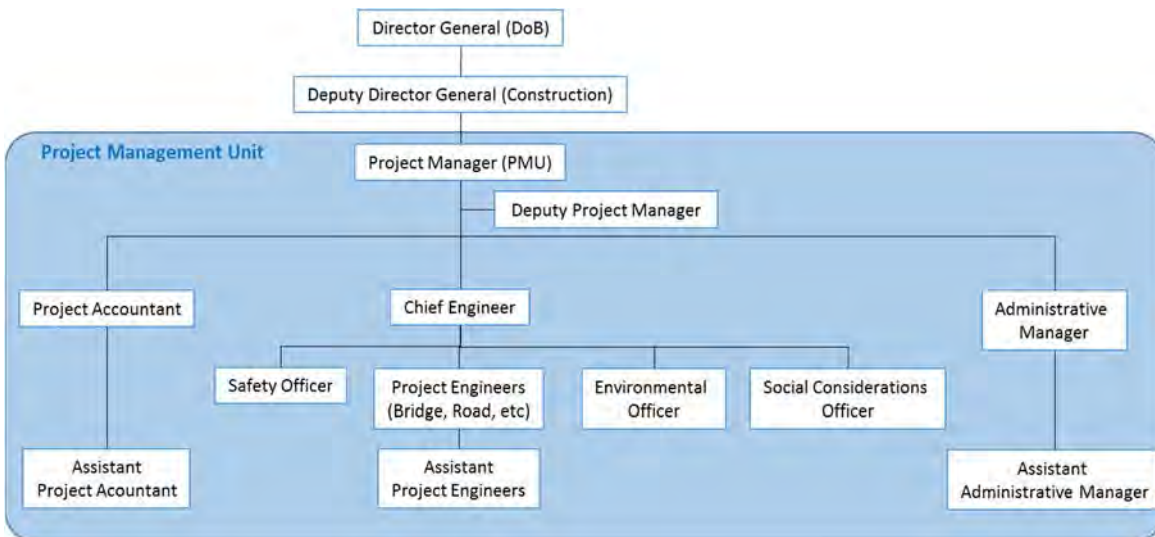 Director General (DoB)
Deputy Director General (Construction)
Project Management Unit
Project Manager (PMU)
Deputy Project Manager
Project Accountant
Chief Engineer
Administrative
Manager
Safety Officer
Project Engineers
(Bridge, Road, etc)
Environmental
Officer
Social Considerations
Officer
Assistant
Project Acountant
Assistant
Project Engineers
Assistant
Administrative Manager